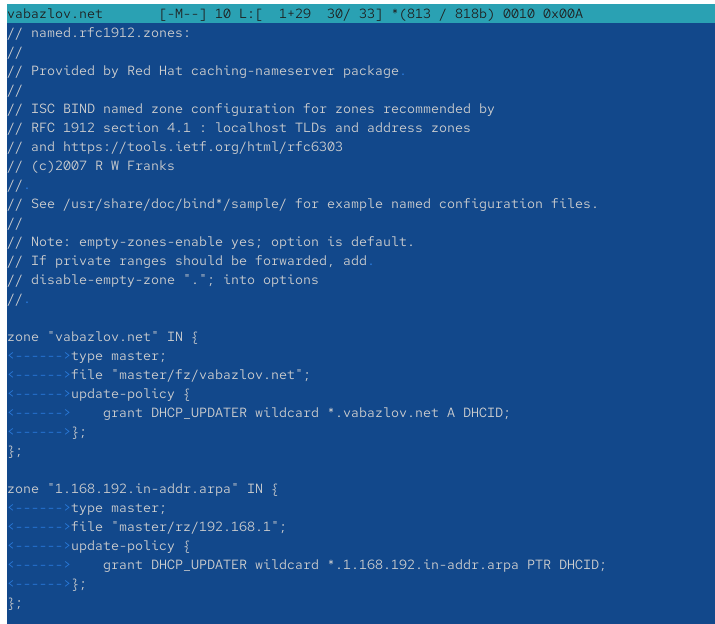 vabazlov.net       [-M--] 10 L:[  1+29  30/ 33] *(813 / 818b) 0010 0x00A
// named.rfc1912.zones:
//
// Provided by Red Hat caching-nameserver package.
//
// ISC BIND named zone configuration for zones recommended by
// RFC 1912 section 4.1 : localhost TLDs and address zones
// and https://tools.ietf.org/html/rfc6303
// (c)2007 R W Franks
//.
// See /usr/share/doc/bind*/sample/ for example named configuration files.
//
// Note: empty-zones-enable yes; option is default.
// If private ranges should be forwarded, add.
// disable-empty-zone "."; into options
//.

zone "vabazlov.net" IN {
<------>type master;
<------>file "master/fz/vabazlov.net";
<------>update-policy {
<------>    grant DHCP_UPDATER wildcard *.vabazlov.net A DHCID;
<------>};
};

zone "1.168.192.in-addr.arpa" IN {
<------>type master;
<------>file "master/rz/192.168.1";
<------>update-policy {
<------>    grant DHCP_UPDATER wildcard *.1.168.192.in-addr.arpa PTR DHCID;
<------>};
};